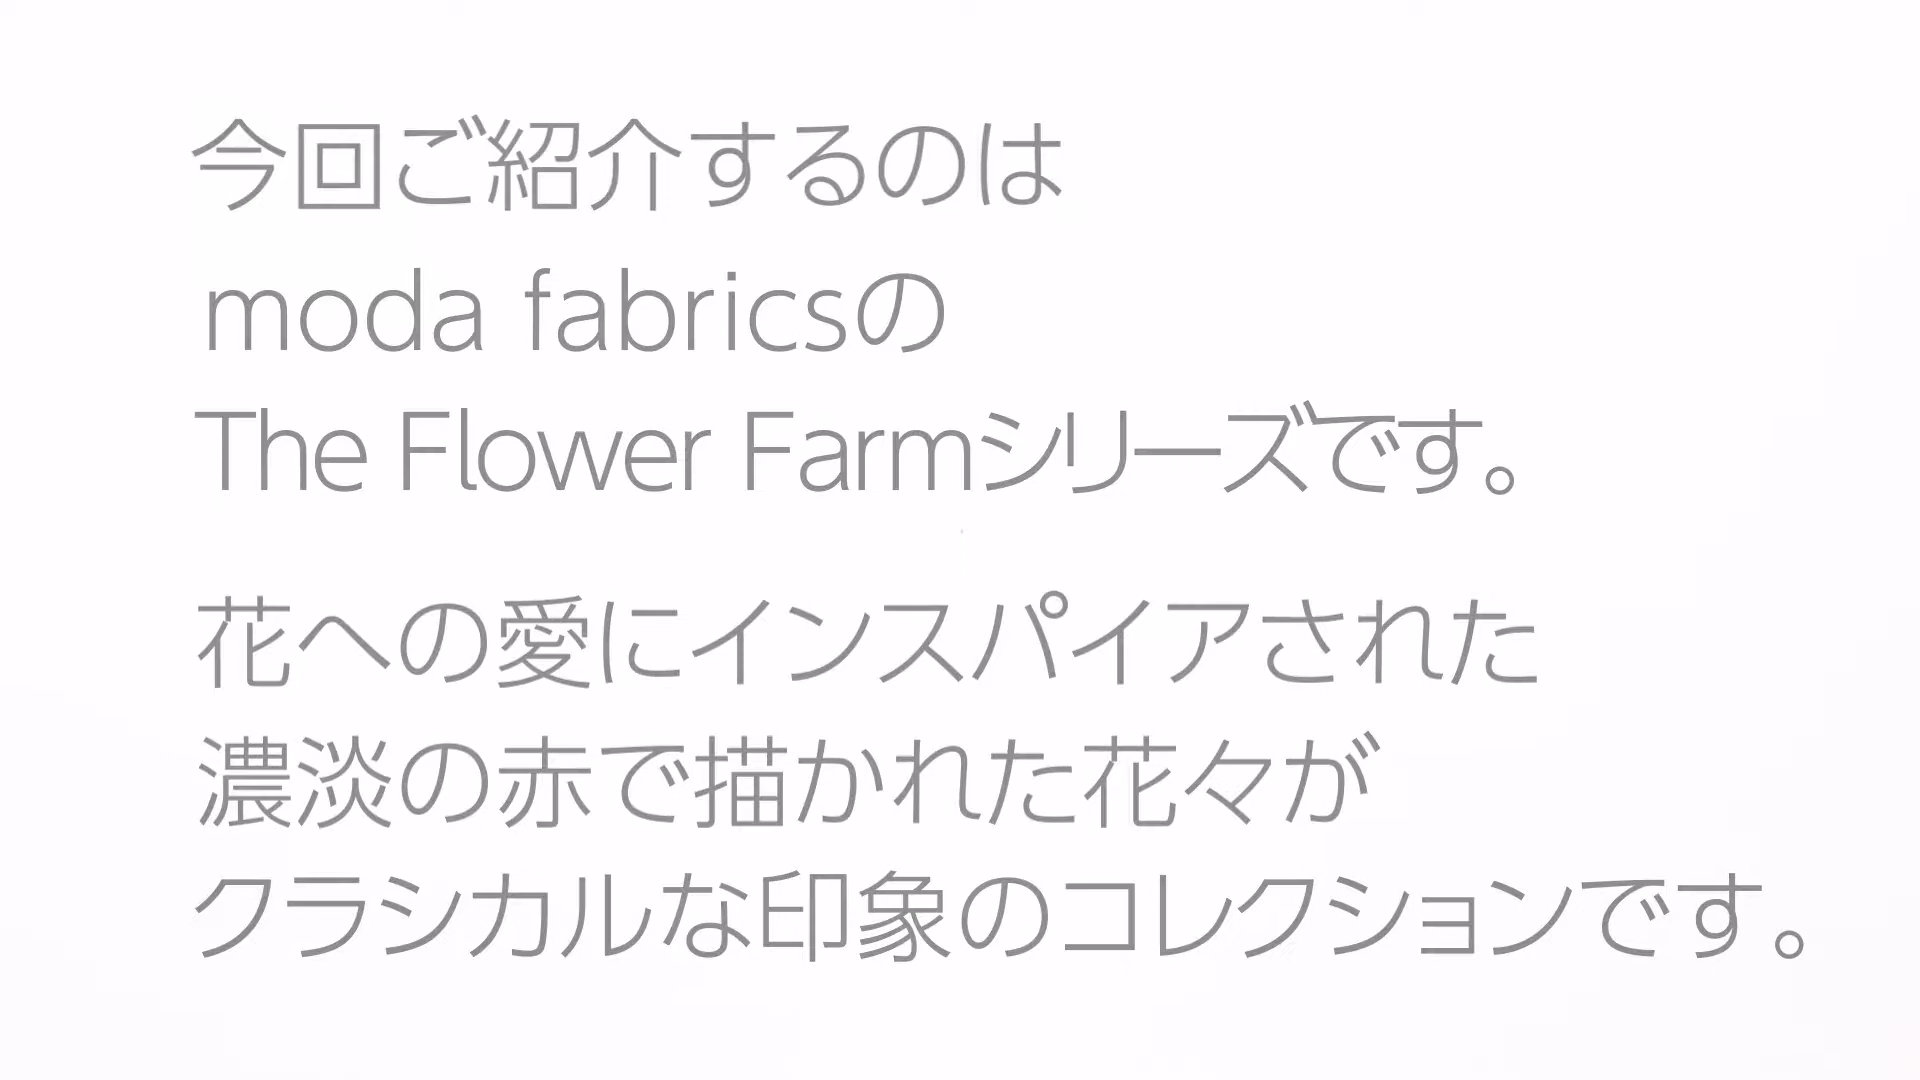 今回ご紹介するのは
moda fabricsの
The Flower Farmシリーズです。
花への愛にインスパイアされた
濃淡の赤で描かれた花々が
クラシカルな印象のコレクションです。